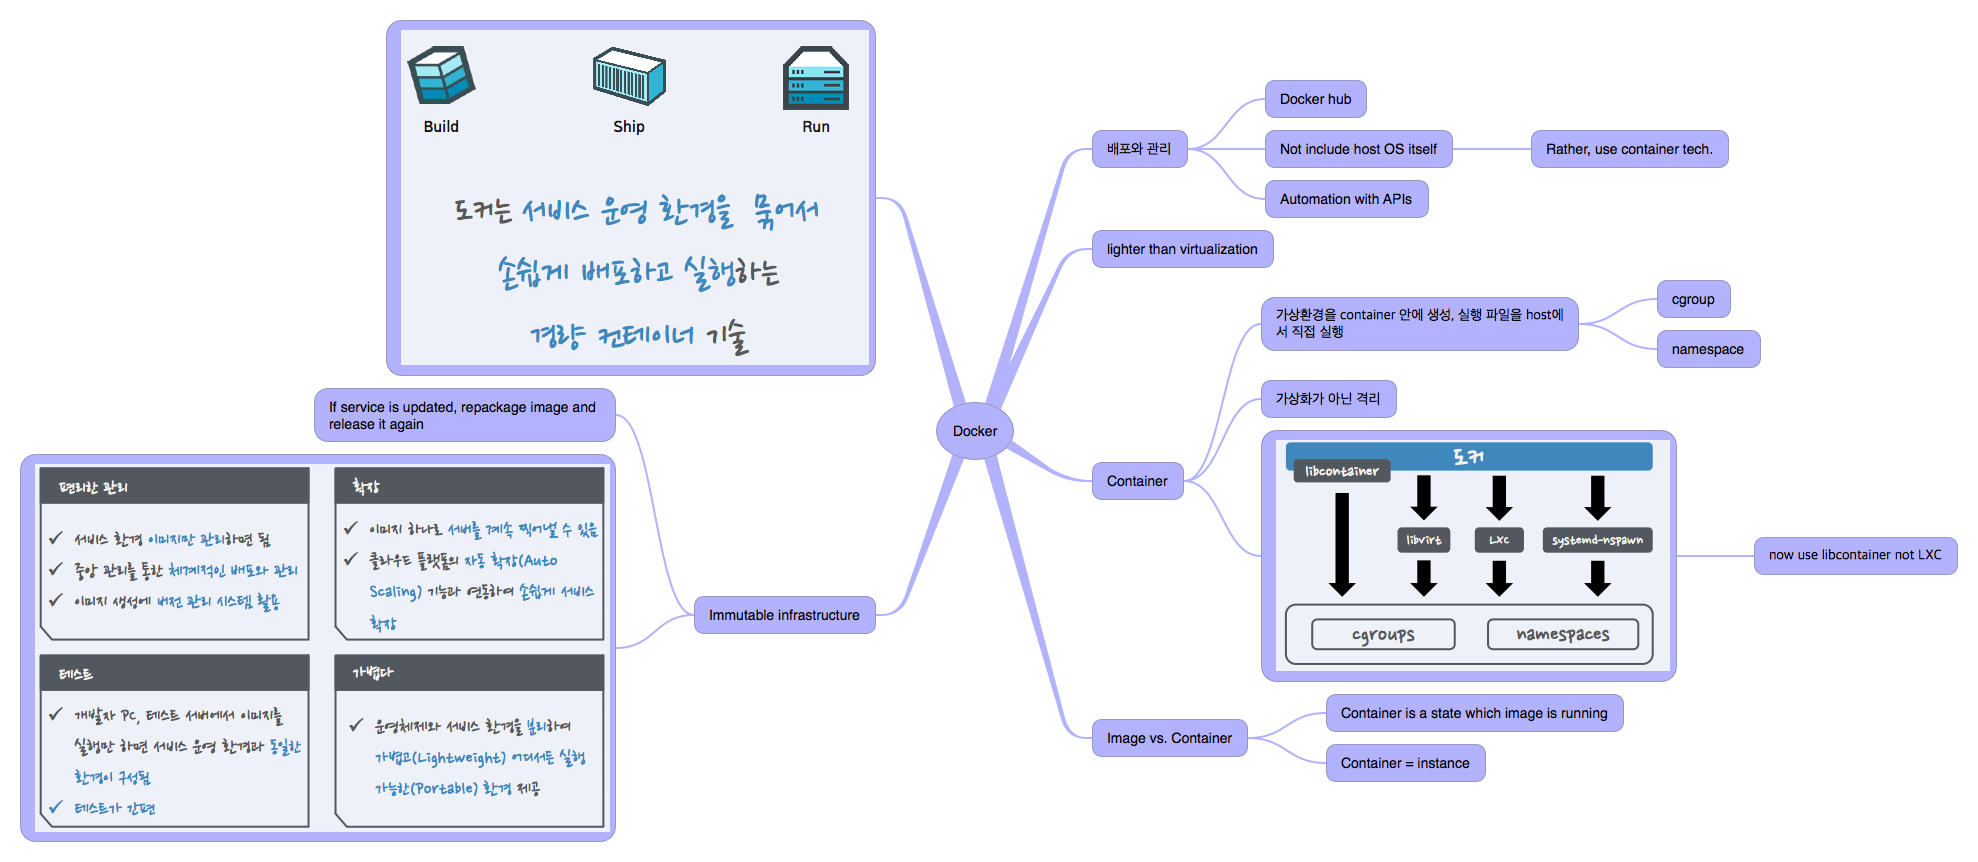 Build
Ship
Run
도커는 서비스 운영 환경을 묶어서
손쉽게 배포하고 실행하는
경량 컨테이너 기술
If service is updated, repackage image and
release it again
편리한 관리
서비스 환경 이미지만 관리하면 됨
중앙 관리를 통한 체계적인 배포와 관리
이미지 생성에 버전 관리 시스템 활용
확장
이미지 하나로 서버를 계속 찍어낼 수 있음
클라우드 플랫폼의 자동 확장(Auto
Scaling) 기능과 연동하여 손쉽게 서비스
확장
테스트
개발자 PC, 테스트 서버에서 이미지를
실행만 하면 서비스 운영 환경과 동일한
환경이 구성됨
테스트가 간편
가볍다
운영체제와 서비스 환경을 분리하여
가볍고(Lightweight) 어디서든 실행
가능한(Portable) 환경 제공
Immutable infrastructure
Docker
배포와 관리
Docker hub
Not include host OS itself
Rather, use container tech.
Automation with APIs
lighter than virtualization
Container
가상환경을 container 안에 생성, 실행 파일을 host에
서 직접 실행
cgroup
namespace
가상화가 아닌 격리
도커
libcontainer
libvirt
LXC
systemd-nspawn
cgroups
namespaces
now use libcontainer not LXC
Image vs. Container
Container is a state which image is running
Container = instance